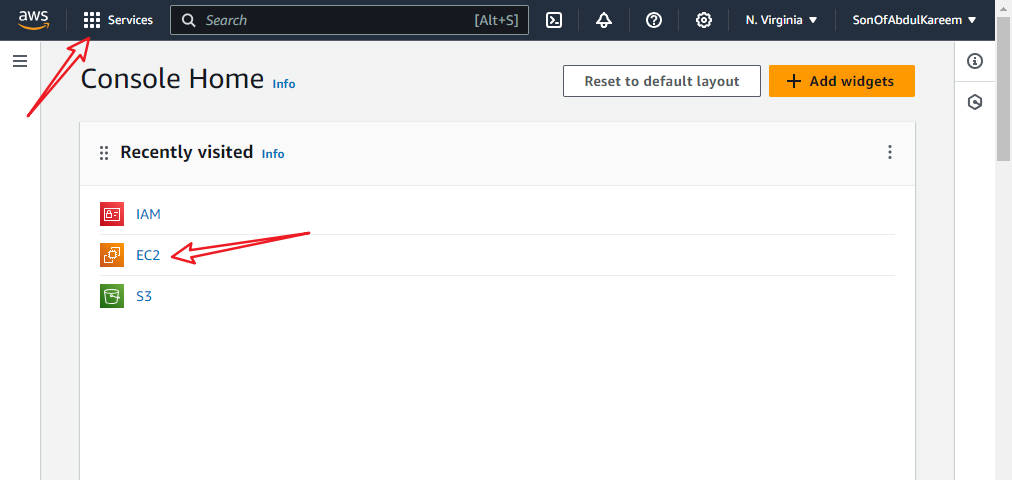 aws Services Search [Alt+S] N. Virginia SonOfAbdulKareem
Console Home Info Reset to default layout + Add widgets
Recently visited Info
IAM
EC2
S3